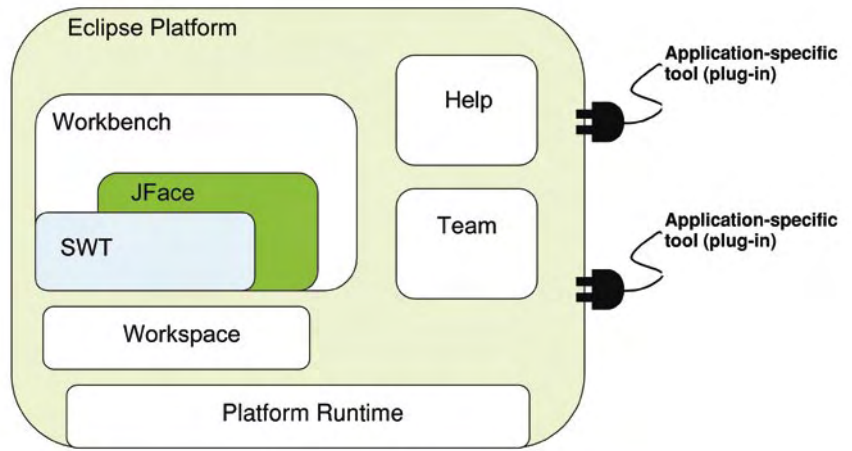 Eclipse Platform
Workbench
JFace
SWT
Workspace
Platform Runtime
Help
Team
Application-specific
tool (plug-in)
Application-specific
tool (plug-in)